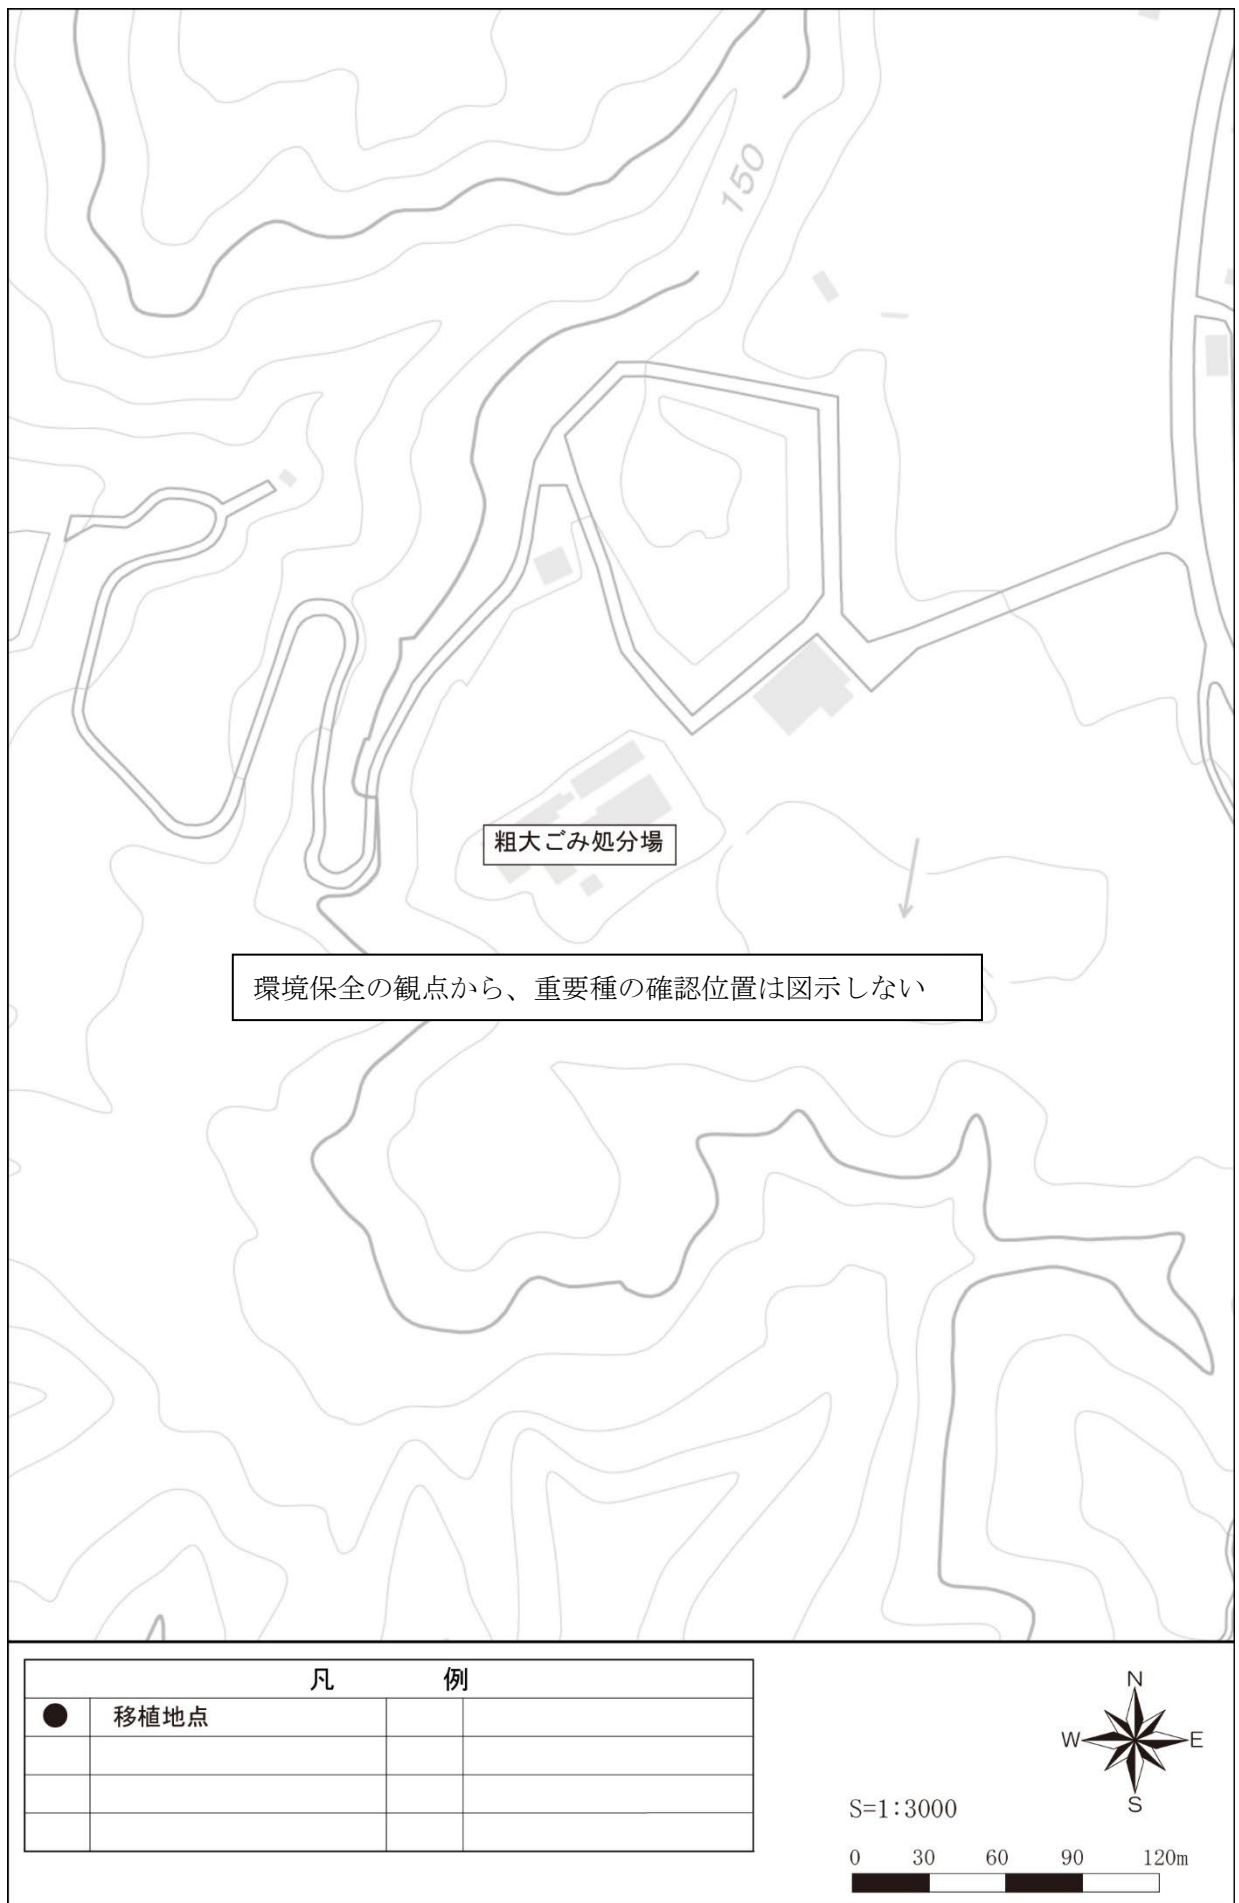 150
粗大ごみ処分場
環境保全の観点から、重要種の確認位置は図示しない
凡 例
● 移植地点
N
W E
S
S=1:3000
0 30 60 90 120m